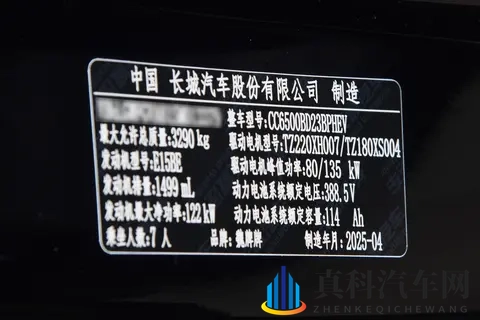 中国 长城汽车股份有限公司 制造
整车型号:CC6500BD23BPHEV
最大允许总质量:3290 kg 驱动电机型号:TZ220XH007/TZ180XS004
发动机型号:E15BE 驱动电机峰值功率:80/135 kW
发动机排量:1499 mL 动力电池系统额定电压:388.5V
发动机最大净功率:122 kW 动力电池系统额定容量:114 Ah
乘坐人数:7 人 品牌:魏牌牌 制造年月:2025-04
真科汽车网
ZHENKEQICHEWANG